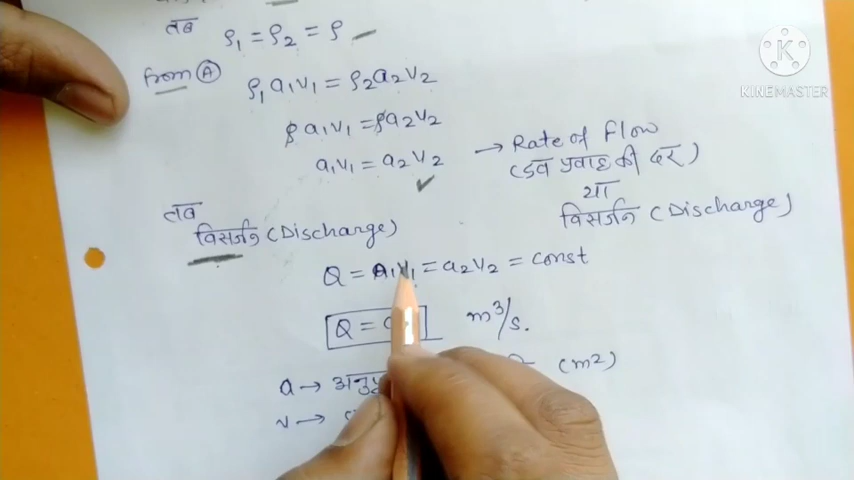 तब ρ₁ = ρ₂ = ρ
from Ⓐ ρ₁a₁v₁ = ρ₂a₂v₂
ρa₁v₁ = ρa₂v₂
a₁v₁ = a₂v₂
→ Rate of Flow
(द्रव प्रवाह की दर)
या
विसर्जन (Discharge)
तब
विसर्जन (Discharge)
Q = a₁v₁ = a₂v₂ = const
Q = m³/s.
a → (m²)
v →
K
KINEMASTER